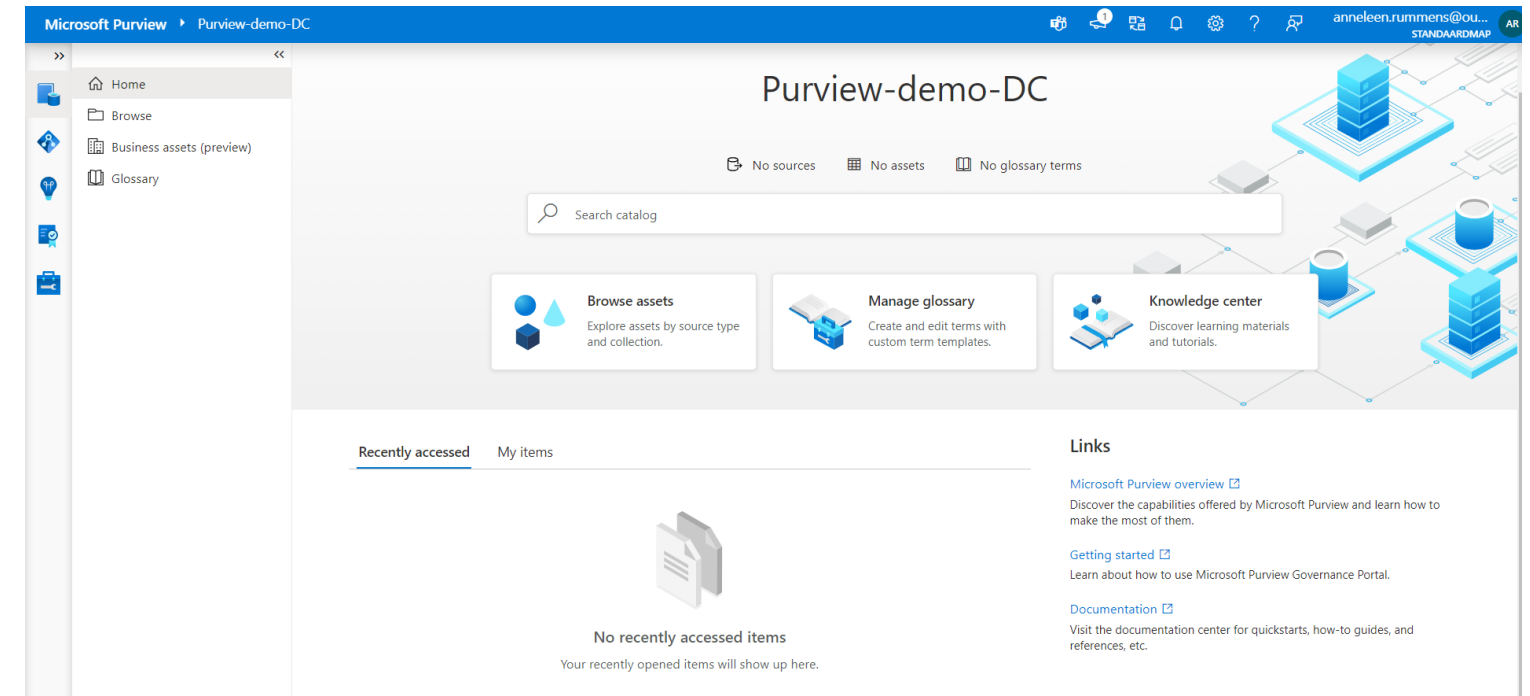 Microsoft Purview Purview-demo-DC
1
?
anneleen.rummens@ou...
STANDAARDMAP
AR
Home
Browse
Business assets (preview)
Glossary
Purview-demo-DC
No sources No assets No glossary terms
Search catalog
Browse assets
Explore assets by source type
and collection.
Manage glossary
Create and edit terms with
custom term templates.
Knowledge center
Discover learning materials
and tutorials.
Recently accessed My items
No recently accessed items
Your recently opened items will show up here.
Links
Microsoft Purview overview
Discover the capabilities offered by Microsoft Purview and learn how to
make the most of them.
Getting started
Learn about how to use Microsoft Purview Governance Portal.
Documentation
Visit the documentation center for quickstarts, how-to guides, and
references, etc.